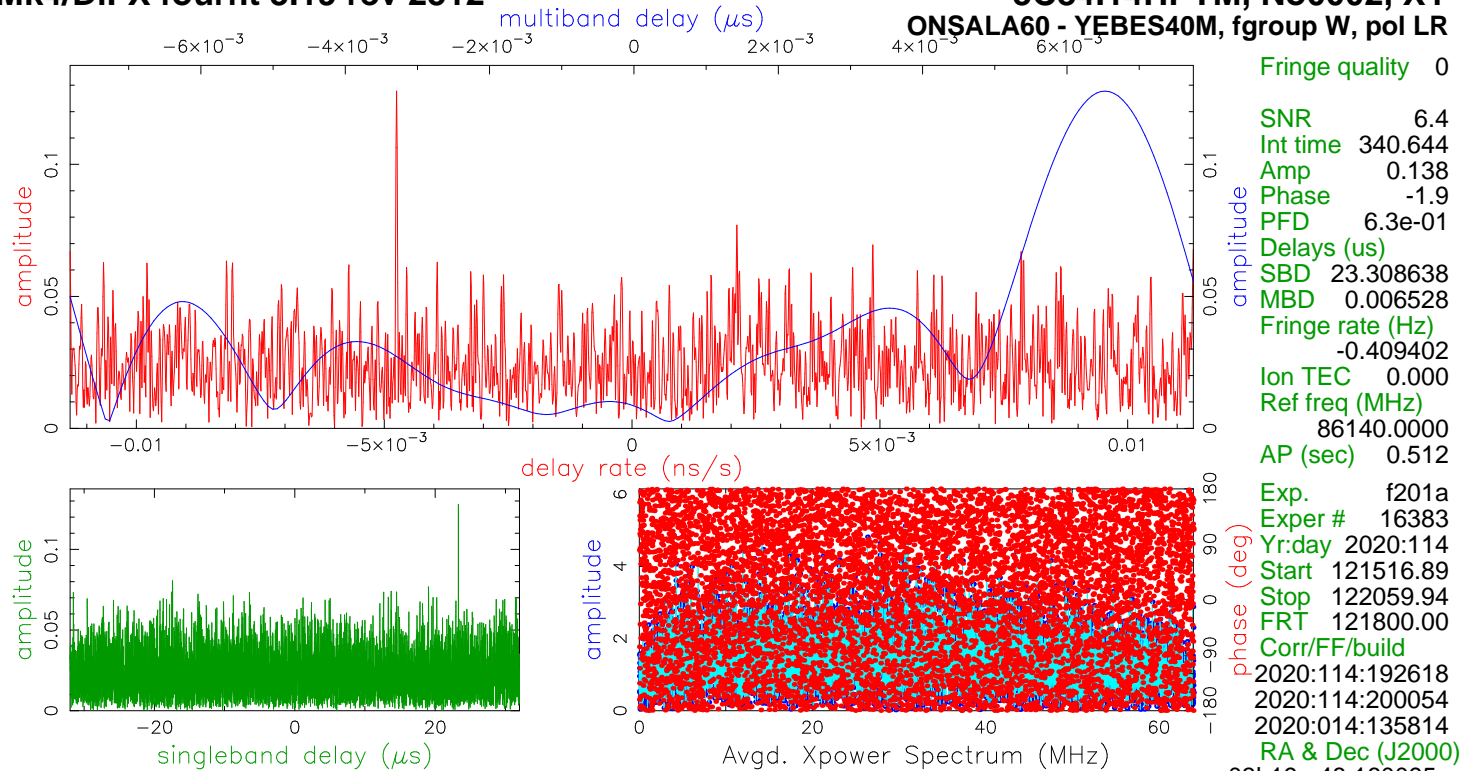 multiband delay (μs)
ONSALA60 - YEBES40M, fgroup W, pol LR
−6×10⁻³ −4×10⁻³ −2×10⁻³ 0 2×10⁻³ 4×10⁻³ 6×10⁻³
amplitude
0 0.05 0.1
amplitude
0 0.05 0.1
−0.01 −5×10⁻³ 0 5×10⁻³ 0.01
delay rate (ns/s)
amplitude
0 0.05 0.1
−20 0 20
singleband delay (μs)
amplitude
0 2 4 6
phase (deg)
−180 −90 0 90 180
0 20 40 60
Avgd. Xpower Spectrum (MHz)
Fringe quality 0
SNR 6.4
Int time 340.644
Amp 0.138
Phase -1.9
PFD 6.3e-01
Delays (us)
SBD 23.308638
MBD 0.006528
Fringe rate (Hz)
-0.409402
Ion TEC 0.000
Ref freq (MHz)
86140.0000
AP (sec) 0.512
Exp. f201a
Exper # 16383
Yr:day 2020:114
Start 121516.89
Stop 122059.94
FRT 121800.00
Corr/FF/build
2020:114:192618
2020:114:200054
2020:014:135814
RA & Dec (J2000)